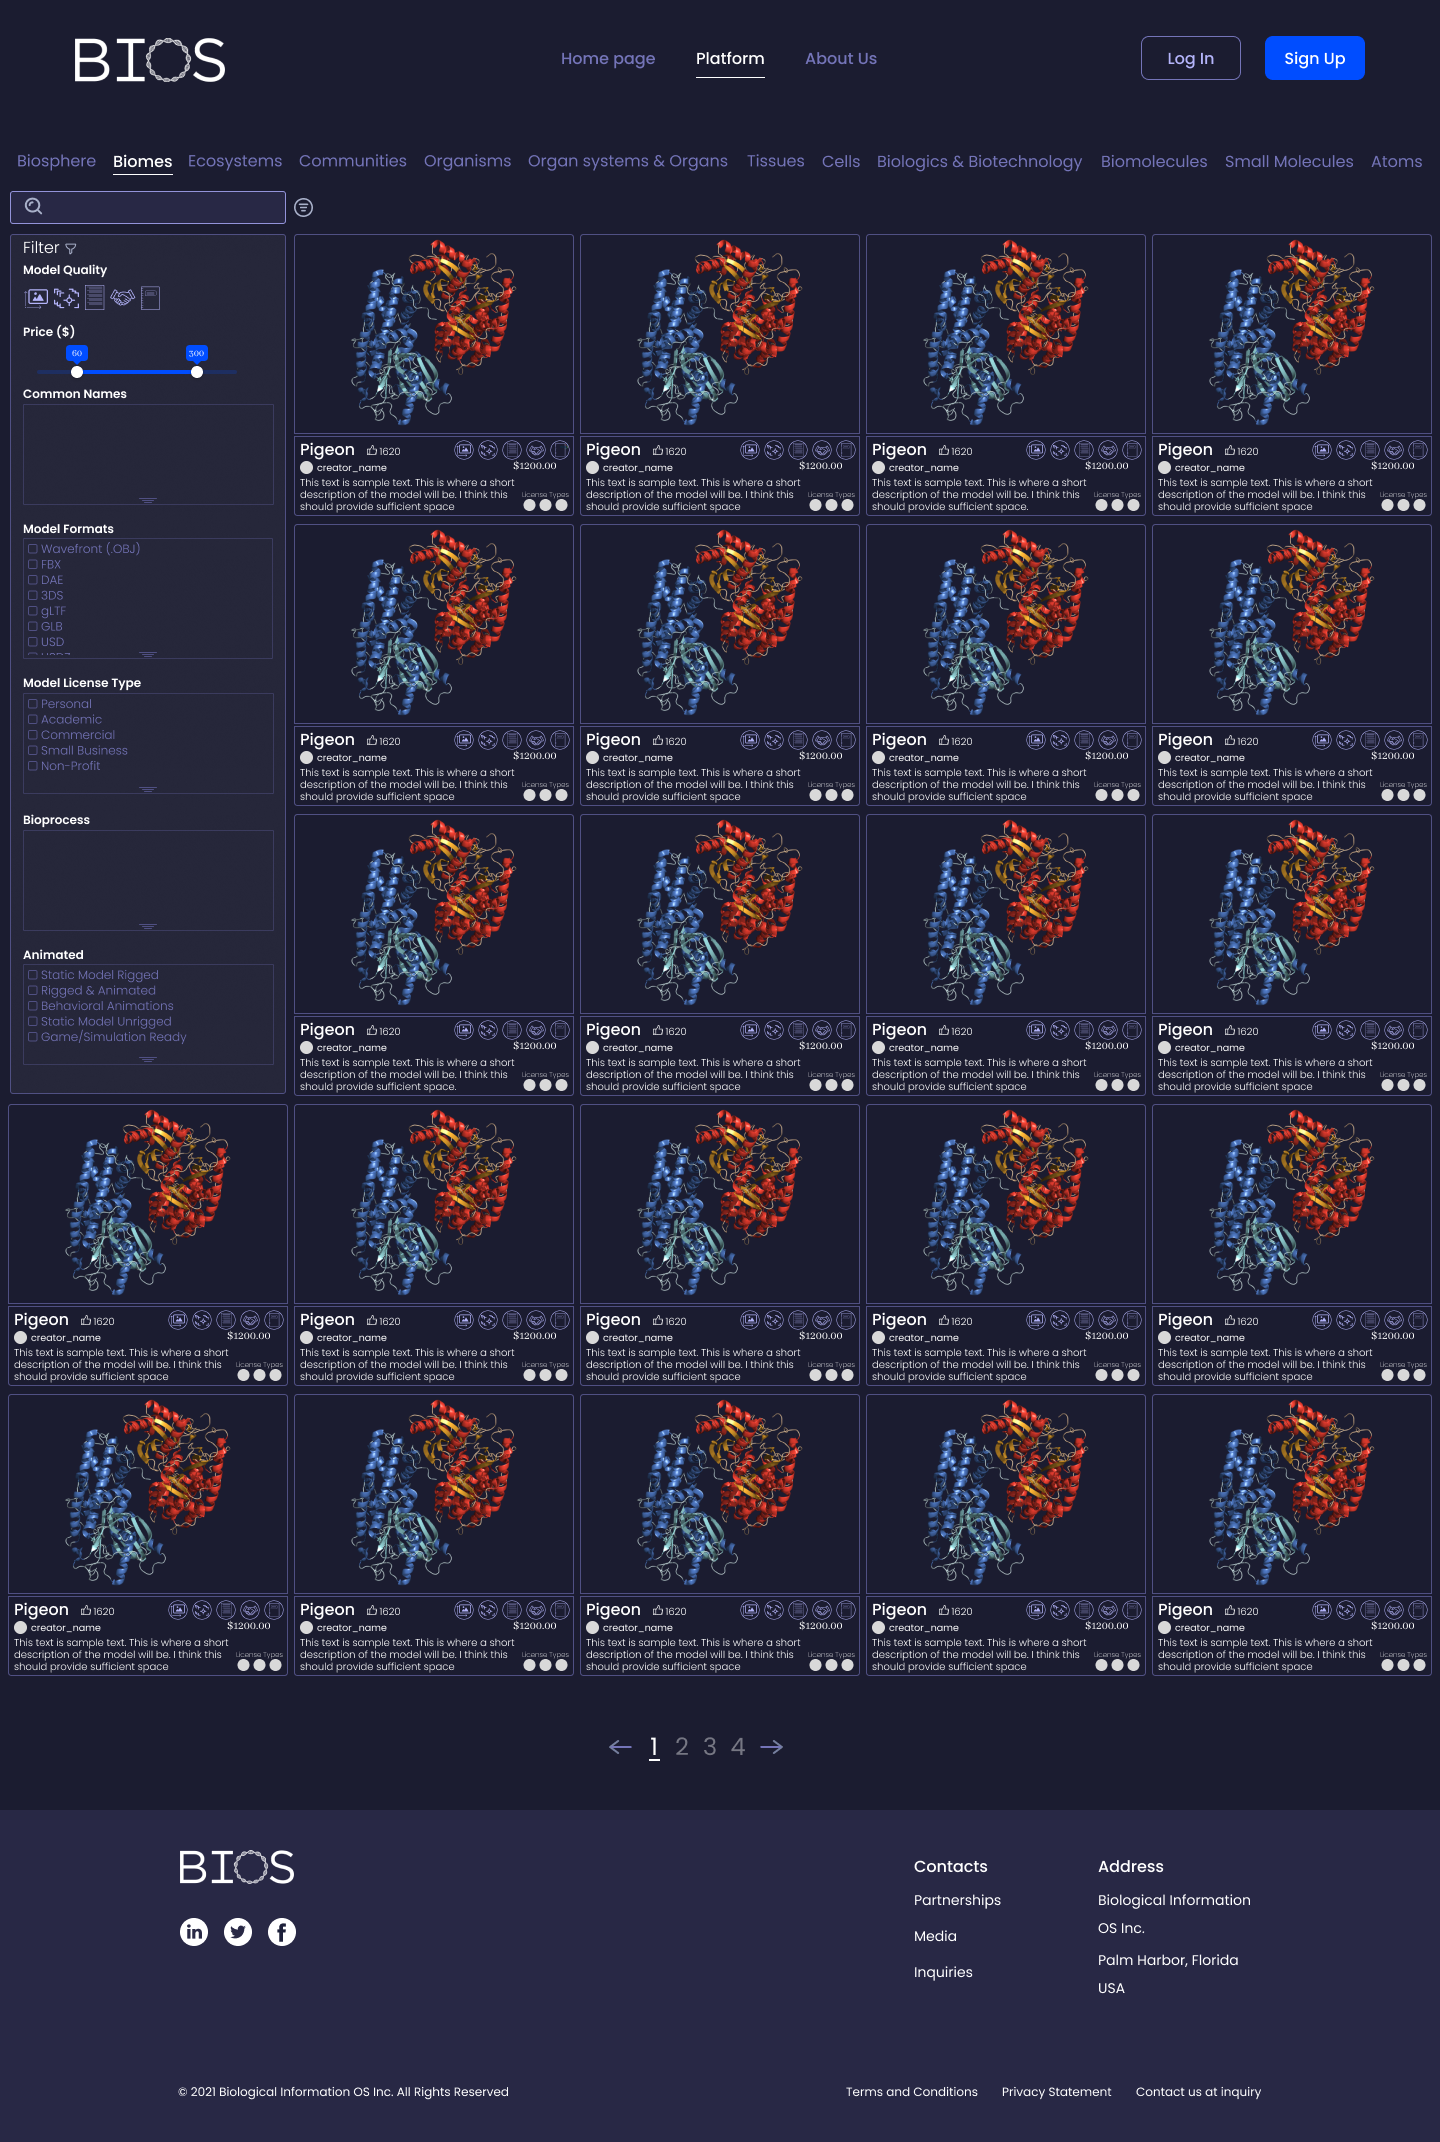 BIOS
Home page Platform About Us
Log In Sign Up
Biosphere Biomes Ecosystems Communities Organisms Organ systems & Organs Tissues Cells Biologics & Biotechnology Biomolecules Small Molecules Atoms
Filter
Model Quality
Price ($)
60 300
Common Names
Model Formats
Wavefront (.OBJ)
FBX
DAE
3DS
gLTF
GLB
USD
Model License Type
Personal
Academic
Commercial
Small Business
Non-Profit
Bioprocess
Animated
Static Model Rigged
Rigged & Animated
Behavioral Animations
Static Model Unrigged
Game/Simulation Ready
Pigeon 1620
creator_name $1200.00
This text is sample text. This is where a short
description of the model will be. I think this License Types
should provide sufficient space
Pigeon 1620
creator_name $1200.00
This text is sample text. This is where a short
description of the model will be. I think this License Types
should provide sufficient space
Pigeon 1620
creator_name $1200.00
This text is sample text. This is where a short
description of the model will be. I think this License Types
should provide sufficient space.
Pigeon 1620
creator_name $1200.00
This text is sample text. This is where a short
description of the model will be. I think this License Types
should provide sufficient space
Pigeon 1620
creator_name $1200.00
This text is sample text. This is where a short
description of the model will be. I think this License Types
should provide sufficient space
Pigeon 1620
creator_name $1200.00
This text is sample text. This is where a short
description of the model will be. I think this License Types
should provide sufficient space
Pigeon 1620
creator_name $1200.00
This text is sample text. This is where a short
description of the model will be. I think this License Types
should provide sufficient space
Pigeon 1620
creator_name $1200.00
This text is sample text. This is where a short
description of the model will be. I think this License Types
should provide sufficient space
Pigeon 1620
creator_name $1200.00
This text is sample text. This is where a short
description of the model will be. I think this License Types
should provide sufficient space.
Pigeon 1620
creator_name $1200.00
This text is sample text. This is where a short
description of the model will be. I think this License Types
should provide sufficient space
Pigeon 1620
creator_name $1200.00
This text is sample text. This is where a short
description of the model will be. I think this License Types
should provide sufficient space
Pigeon 1620
creator_name $1200.00
This text is sample text. This is where a short
description of the model will be. I think this License Types
should provide sufficient space
Pigeon 1620
creator_name $1200.00
This text is sample text. This is where a short
description of the model will be. I think this License Types
should provide sufficient space
Pigeon 1620
creator_name $1200.00
This text is sample text. This is where a short
description of the model will be. I think this License Types
should provide sufficient space
Pigeon 1620
creator_name $1200.00
This text is sample text. This is where a short
description of the model will be. I think this License Types
should provide sufficient space
Pigeon 1620
creator_name $1200.00
This text is sample text. This is where a short
description of the model will be. I think this License Types
should provide sufficient space
Pigeon 1620
creator_name $1200.00
This text is sample text. This is where a short
description of the model will be. I think this License Types
should provide sufficient space
Pigeon 1620
creator_name $1200.00
This text is sample text. This is where a short
description of the model will be. I think this License Types
should provide sufficient space
Pigeon 1620
creator_name $1200.00
This text is sample text. This is where a short
description of the model will be. I think this License Types
should provide sufficient space
Pigeon 1620
creator_name $1200.00
This text is sample text. This is where a short
description of the model will be. I think this License Types
should provide sufficient space
Pigeon 1620
creator_name $1200.00
This text is sample text. This is where a short
description of the model will be. I think this License Types
should provide sufficient space
Pigeon 1620
creator_name $1200.00
This text is sample text. This is where a short
description of the model will be. I think this License Types
should provide sufficient space
1 2 3 4
BIOS
Contacts
Partnerships
Media
Inquiries
Address
Biological Information
OS Inc.
Palm Harbor, Florida
USA
© 2021 Biological Information OS Inc. All Rights Reserved
Terms and Conditions Privacy Statement Contact us at inquiry